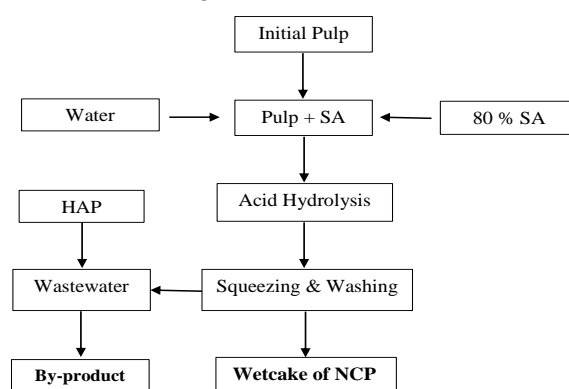 Initial Pulp
Water
Pulp + SA
80 % SA
HAP
Acid Hydrolysis
Wastewater
Squeezing & Washing
By-product
Wetcake of NCP